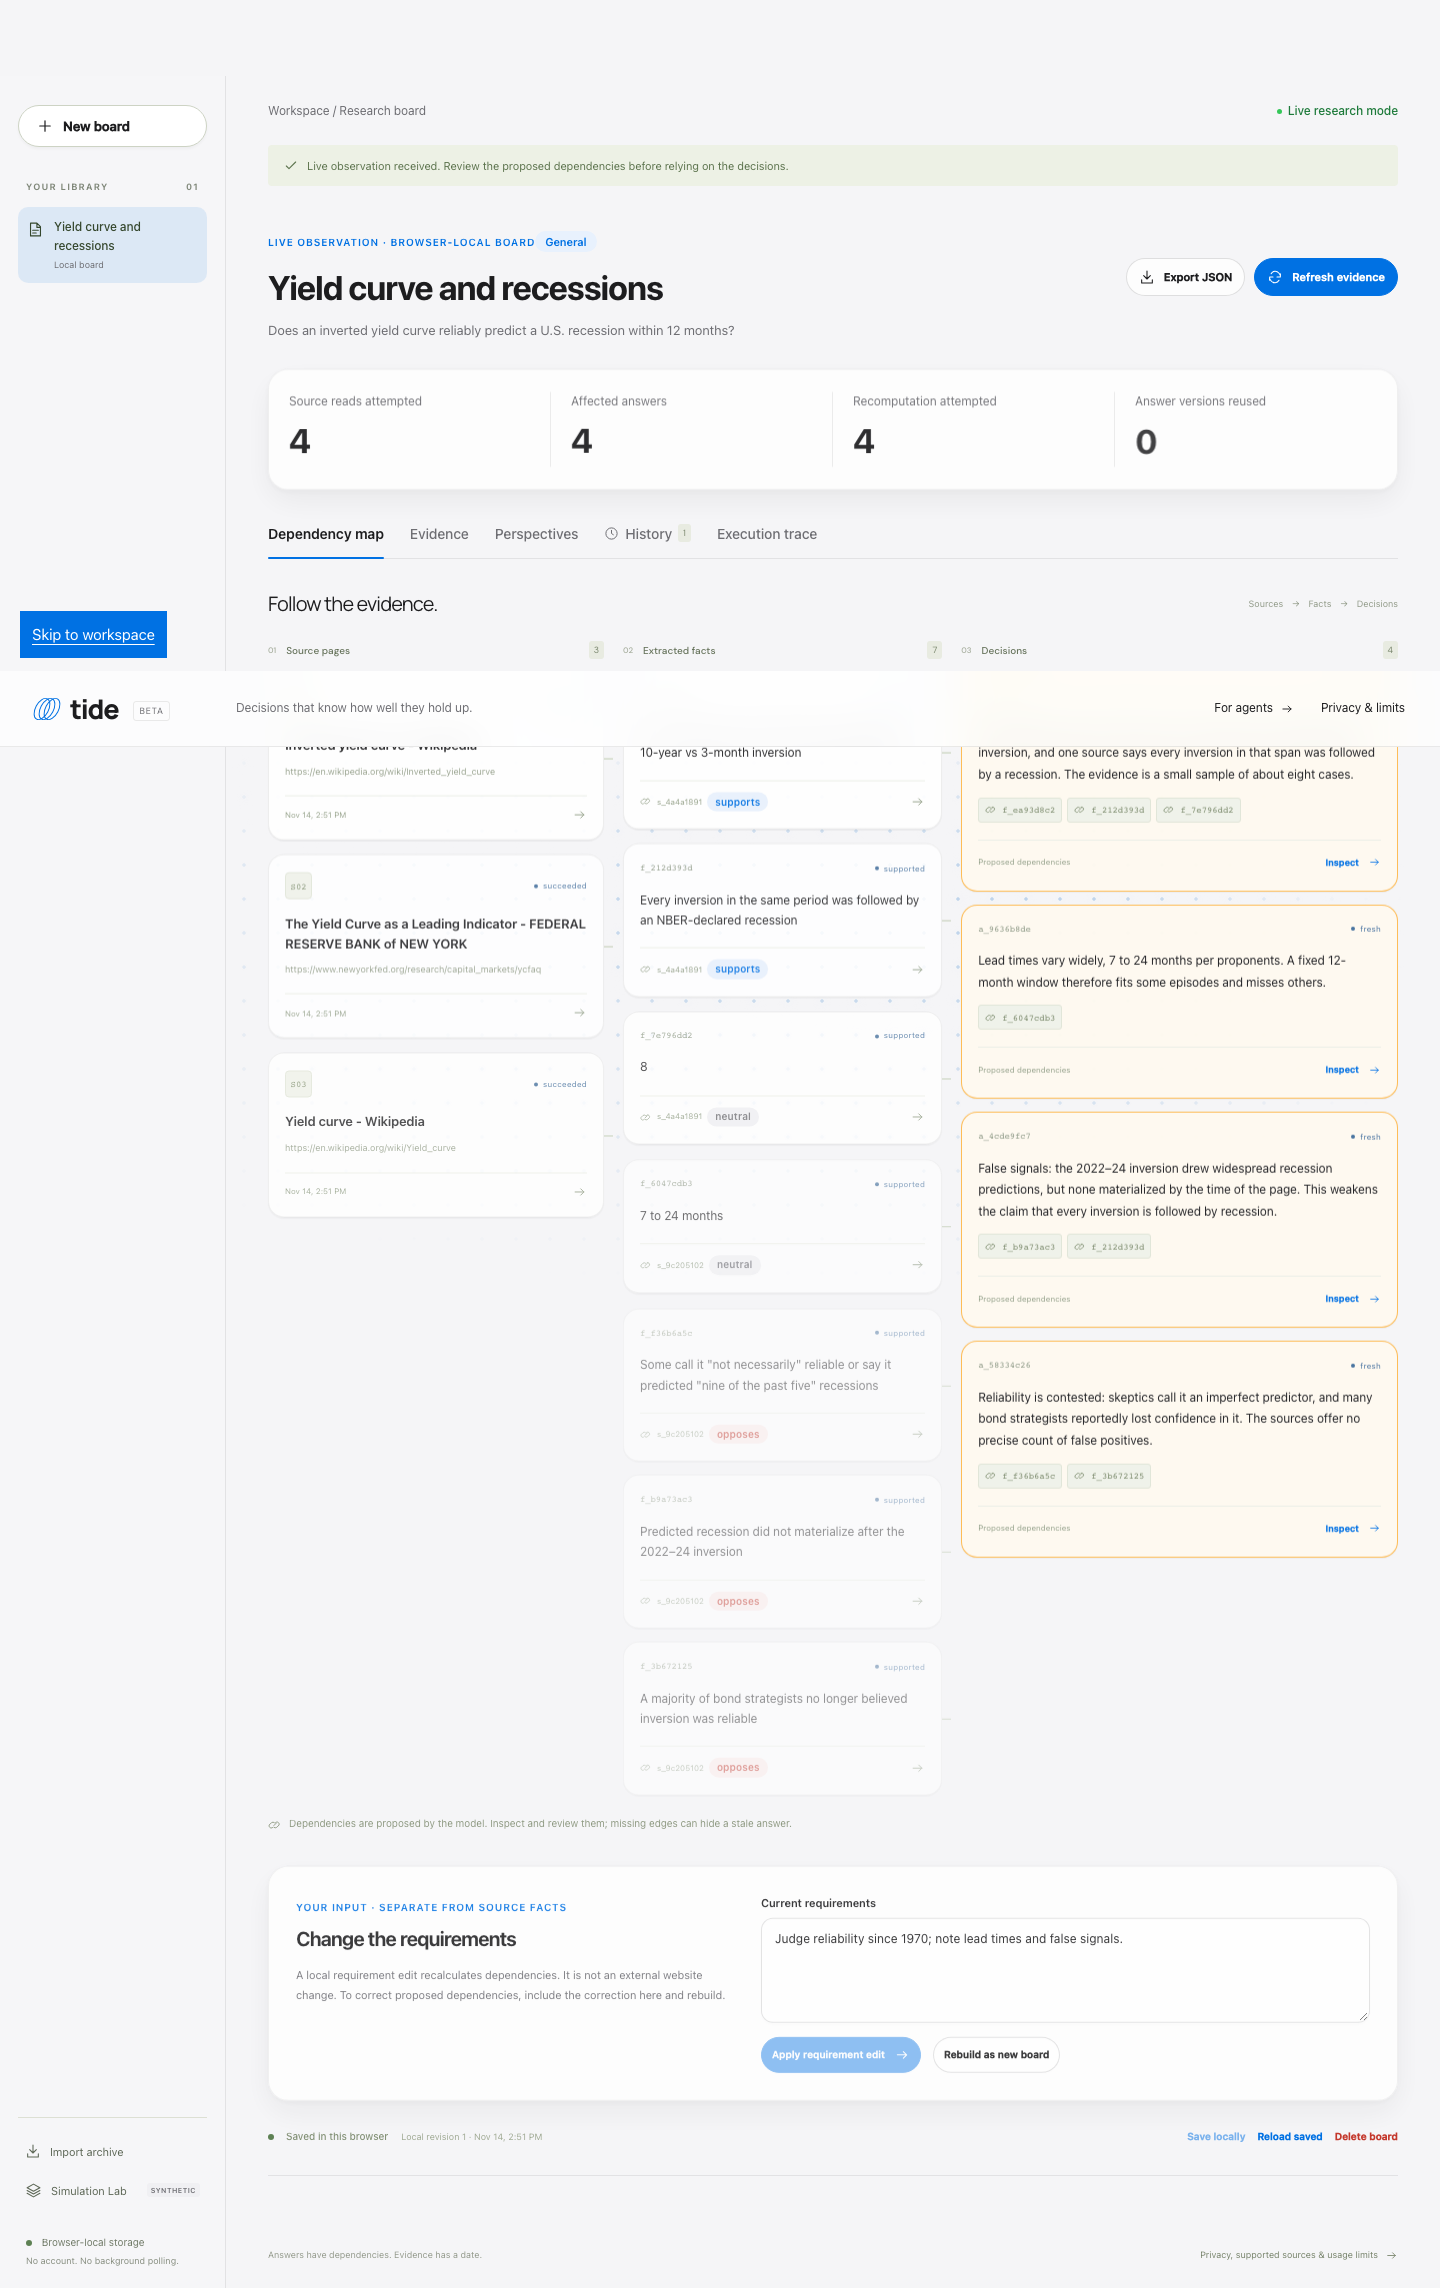 New board
YOUR LIBRARY 01
Yield curve and
recessions
Local board
Workspace / Research board
Live research mode
Live observation received. Review the proposed dependencies before relying on the decisions.
LIVE OBSERVATION · BROWSER-LOCAL BOARD General
Yield curve and recessions
Does an inverted yield curve reliably predict a U.S. recession within 12 months?
Export JSON
Refresh evidence
Source reads attempted
4
Affected answers
4
Recomputation attempted
4
Answer versions reused
0
Dependency map Evidence Perspectives History 1 Execution trace
Follow the evidence.
Sources → Facts → Decisions
Skip to workspace
01 Source pages 3
02 Extracted facts 7
03 Decisions 4
tide BETA
Decisions that know how well they hold up.
For agents →
Privacy & limits
Inverted yield curve - Wikipedia
https://en.wikipedia.org/wiki/Inverted_yield_curve
Nov 14, 2:51 PM →
S02 succeeded
The Yield Curve as a Leading Indicator - FEDERAL
RESERVE BANK of NEW YORK
https://www.newyorkfed.org/research/capital_markets/ycfaq
Nov 14, 2:51 PM →
S03 succeeded
Yield curve - Wikipedia
https://en.wikipedia.org/wiki/Yield_curve
Nov 14, 2:51 PM →
10-year vs 3-month inversion
s_4a4a1891 supports →
f_212d393d supported
Every inversion in the same period was followed by
an NBER-declared recession
s_4a4a1891 supports →
f_7e796dd2 supported
8
s_4a4a1891 neutral →
f_6047cdb3 supported
7 to 24 months
s_9c205102 neutral →
f_f36b6a5c supported
Some call it "not necessarily" reliable or say it
predicted "nine of the past five" recessions
s_9c205102 opposes →
f_b9a73ac3 supported
Predicted recession did not materialize after the
2022–24 inversion
s_9c205102 opposes →
f_3b672125 supported
A majority of bond strategists no longer believed
inversion was reliable
s_9c205102 opposes →
inversion, and one source says every inversion in that span was followed
by a recession. The evidence is a small sample of about eight cases.
f_ea93d8c2 f_212d393d f_7e796dd2
Proposed dependencies Inspect →
a_9636b8de fresh
Lead times vary widely, 7 to 24 months per proponents. A fixed 12-
month window therefore fits some episodes and misses others.
f_6047cdb3
Proposed dependencies Inspect →
a_4cde9fc7 fresh
False signals: the 2022–24 inversion drew widespread recession
predictions, but none materialized by the time of the page. This weakens
the claim that every inversion is followed by recession.
f_b9a73ac3 f_212d393d
Proposed dependencies Inspect →
a_58334c26 fresh
Reliability is contested: skeptics call it an imperfect predictor, and many
bond strategists reportedly lost confidence in it. The sources offer no
precise count of false positives.
f_f36b6a5c f_3b672125
Proposed dependencies Inspect →
Dependencies are proposed by the model. Inspect and review them; missing edges can hide a stale answer.
YOUR INPUT · SEPARATE FROM SOURCE FACTS
Change the requirements
A local requirement edit recalculates dependencies. It is not an external website
change. To correct proposed dependencies, include the correction here and rebuild.
Current requirements
Judge reliability since 1970; note lead times and false signals.
Apply requirement edit →
Rebuild as new board
Saved in this browser Local revision 1 · Nov 14, 2:51 PM
Save locally Reload saved Delete board
Import archive
Simulation Lab SYNTHETIC
Browser-local storage
No account. No background polling.
Answers have dependencies. Evidence has a date.
Privacy, supported sources & usage limits →